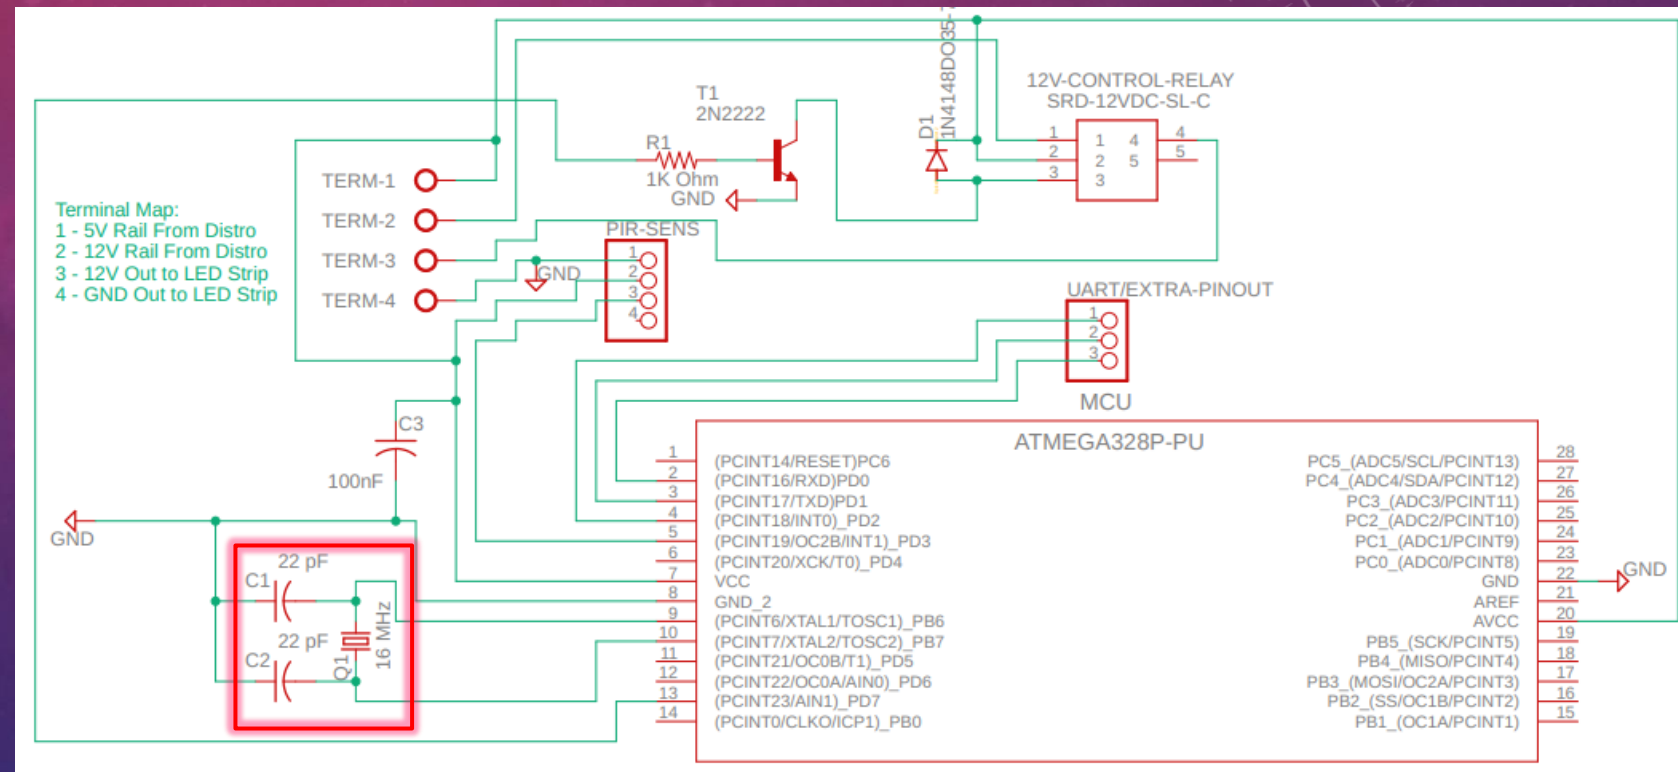 1N4148DO35-
D1
12V-CONTROL-RELAY
SRD-12VDC-SL-C
1
2
3
1 4
2 5
3
4
5
T1
2N2222
R1
1K Ohm
GND
TERM-1
TERM-2
TERM-3
TERM-4
Terminal Map:
1 - 5V Rail From Distro
2 - 12V Rail From Distro
3 - 12V Out to LED Strip
4 - GND Out to LED Strip
PIR-SENS
1
2
3
4
GND
UART/EXTRA-PINOUT
1
2
3
MCU
C3
100nF
GND
22 pF
C1
22 pF
C2
Q1
16 MHz
ATMEGA328P-PU
1 (PCINT14/RESET)PC6
2 (PCINT16/RXD)PD0
3 (PCINT17/TXD)PD1
4 (PCINT18/INT0)_PD2
5 (PCINT19/OC2B/INT1)_PD3
6 (PCINT20/XCK/T0)_PD4
7 VCC
8 GND_2
9 (PCINT6/XTAL1/TOSC1)_PB6
10 (PCINT7/XTAL2/TOSC2)_PB7
11 (PCINT21/OC0B/T1)_PD5
12 (PCINT22/OC0A/AIN0)_PD6
13 (PCINT23/AIN1)_PD7
14 (PCINT0/CLKO/ICP1)_PB0
PC5_(ADC5/SCL/PCINT13) 28
PC4_(ADC4/SDA/PCINT12) 27
PC3_(ADC3/PCINT11) 26
PC2_(ADC2/PCINT10) 25
PC1_(ADC1/PCINT9) 24
PC0_(ADC0/PCINT8) 23
GND 22
AREF 21
AVCC 20
PB5_(SCK/PCINT5) 19
PB4_(MISO/PCINT4) 18
PB3_(MOSI/OC2A/PCINT3) 17
PB2_(SS/OC1B/PCINT2) 16
PB1_(OC1A/PCINT1) 15
GND